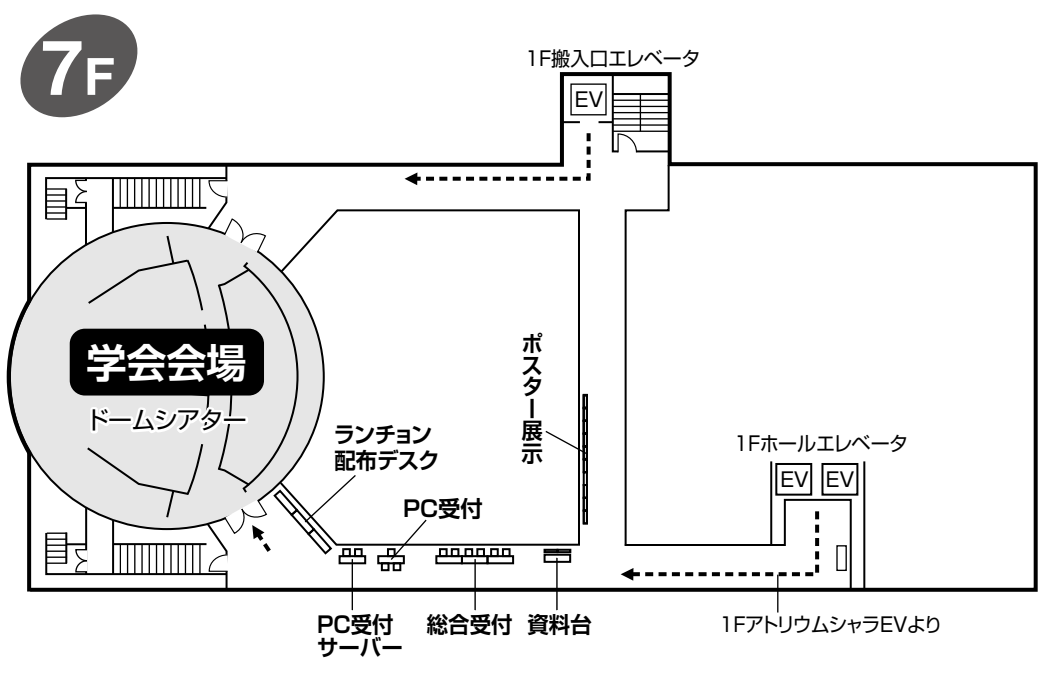 7F
1F搬入口エレベータ
EV
学会会場
ドームシアター
ポスター展示
ランチョン
配布デスク
PC受付
1Fホールエレベータ
EV
EV
PC受付
サーバー
総合受付
資料台
1FアトリウムシャラEVより